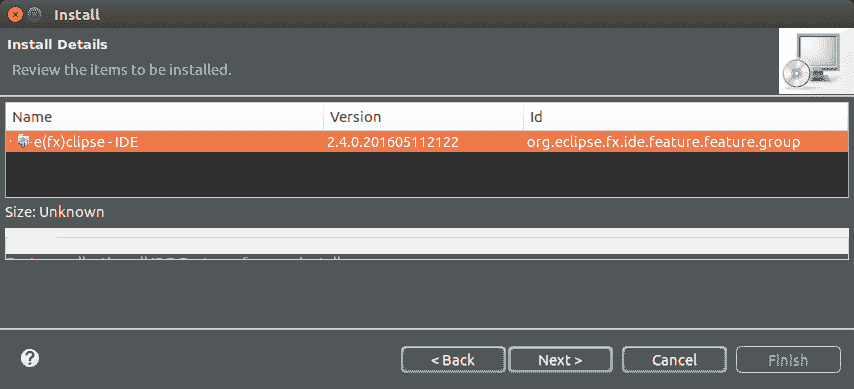 Install
Install Details
Review the items to be installed.
Name Version Id
e(fx)clipse - IDE 2.4.0.201605112122 org.eclipse.fx.ide.feature.feature.group
Size: Unknown
?
< Back Next > Cancel Finish